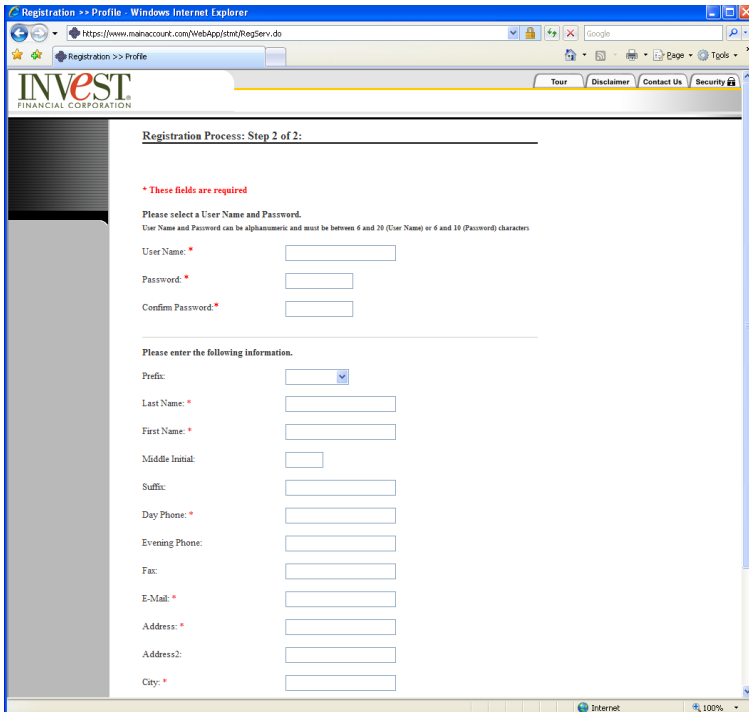 Registration >> Profile - Windows Internet Explorer
https://www.mainaccount.com/WebApp/stmt/RegServ.do
Google
Registration >> Profile
Page
Tools
INVEST
FINANCIAL CORPORATION
Tour
Disclaimer
Contact Us
Security
Registration Process: Step 2 of 2:
* These fields are required
Please select a User Name and Password.
User Name and Password can be alphanumeric and must be between 6 and 20 (User Name) or 6 and 10 (Password) characters
User Name: *
Password: *
Confirm Password:*
Please enter the following information.
Prefix:
Last Name: *
First Name: *
Middle Initial:
Suffix:
Day Phone: *
Evening Phone:
Fax:
E-Mail: *
Address: *
Address2:
City: *
Internet
100%